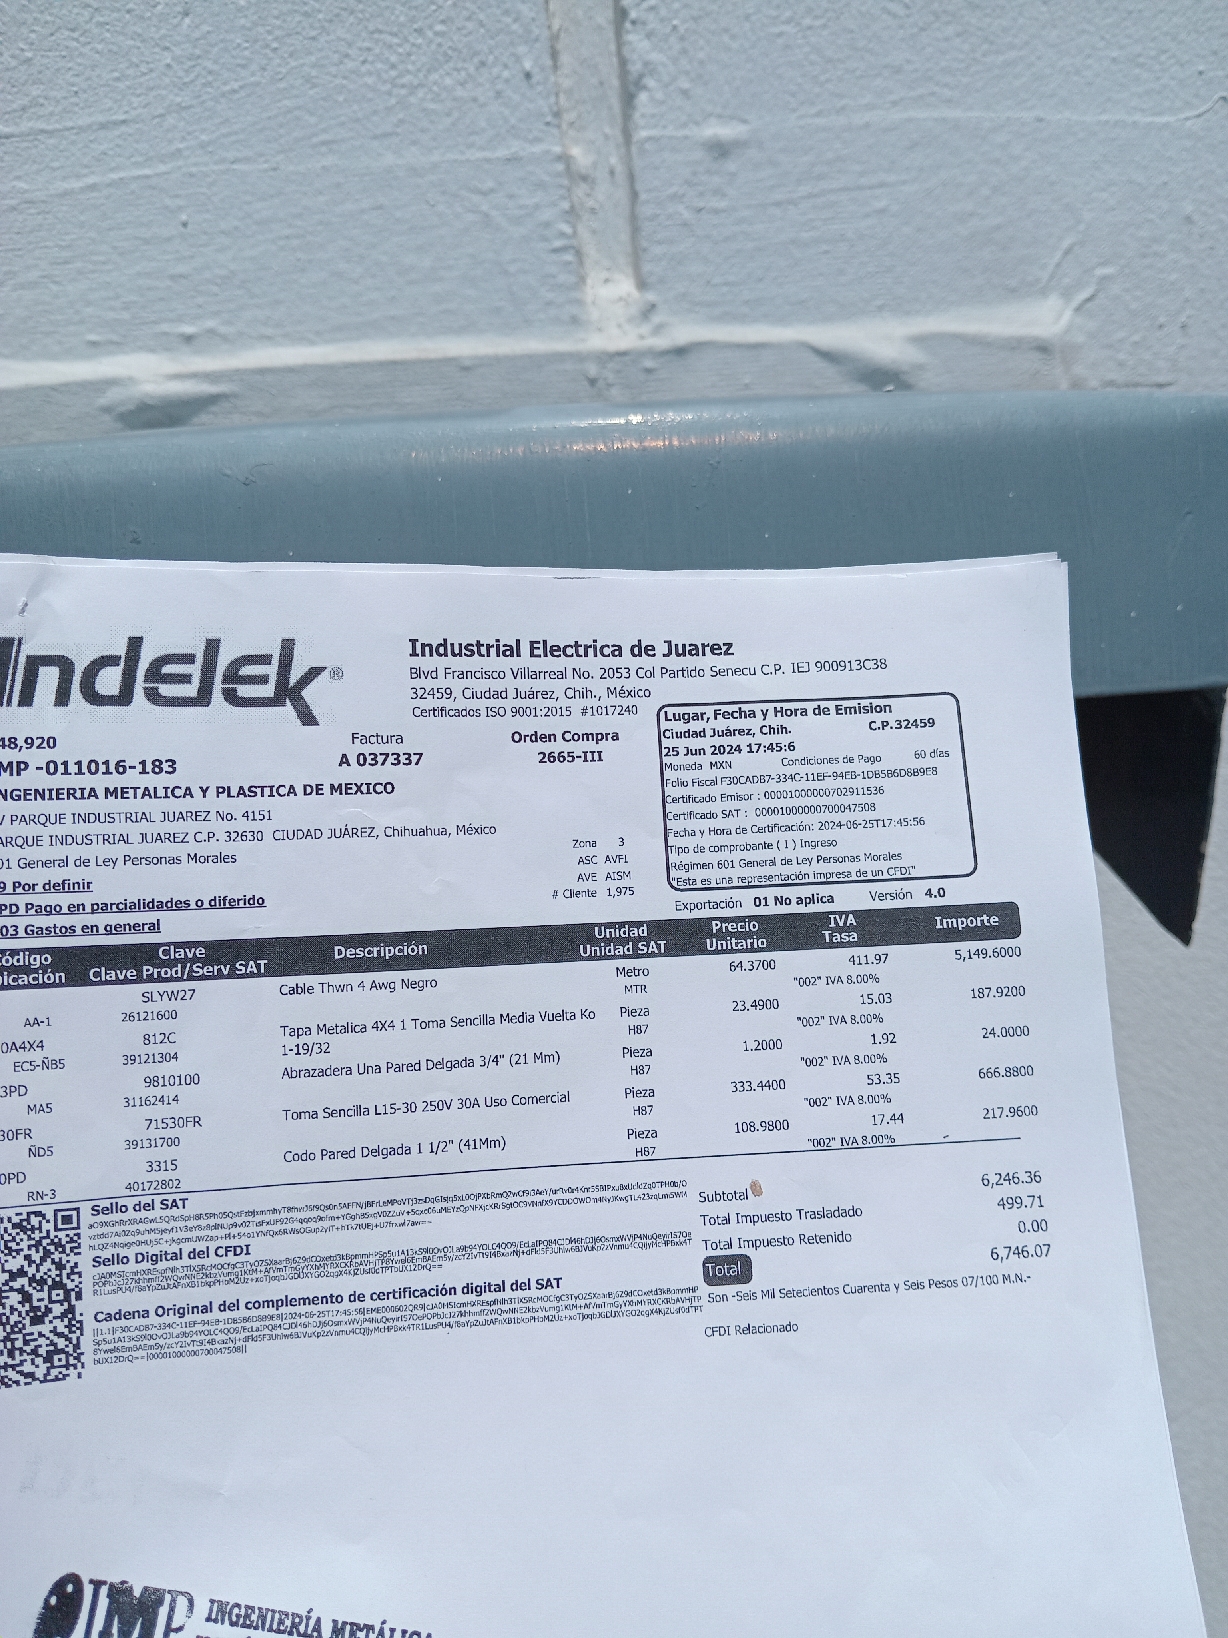 Indelek®
Industrial Electrica de Juarez
Blvd Francisco Villarreal No. 2053 Col Partido Senecu C.P. IEJ 900913C38
32459, Ciudad Juárez, Chih., México
Certificados ISO 9001:2015 #1017240
48,920
MP -011016-183
Factura
A 037337
Orden Compra
2665-III
Lugar, Fecha y Hora de Emision
Ciudad Juárez, Chih. C.P.32459
25 Jun 2024 17:45:6
Moneda MXN Condiciones de Pago 60 días
Folio Fiscal F30CADB7-334C-11EF-94EB-1DB5B6D8B9E8
Certificado Emisor : 00001000000702911536
Certificado SAT : 00001000000700047508
Fecha y Hora de Certificación: 2024-06-25T17:45:56
Tipo de comprobante ( I ) Ingreso
Régimen 601 General de Ley Personas Morales
"Esta es una representación impresa de un CFDI"
NGENIERIA METALICA Y PLASTICA DE MEXICO
/ PARQUE INDUSTRIAL JUAREZ No. 4151
ARQUE INDUSTRIAL JUAREZ C.P. 32630 CIUDAD JUÁREZ, Chihuahua, México
01 General de Ley Personas Morales
9 Por definir
PD Pago en parcialidades o diferido
03 Gastos en general
Zona 3
ASC AVFL
AVE AISM
# Cliente 1,975
Exportación 01 No aplica Versión 4.0
ódigo Clave Descripción Unidad Precio IVA Importe
icación Clave Prod/Serv SAT Unidad SAT Unitario Tasa
SLYW27 Cable Thwn 4 Awg Negro Metro 64.3700 411.97 5,149.6000
AA-1 26121600 MTR "002" IVA 8.00%
0A4X4 812C Tapa Metalica 4X4 1 Toma Sencilla Media Vuelta Ko Pieza 23.4900 15.03 187.9200
EC5-ÑB5 39121304 1-19/32 H87 "002" IVA 8.00%
3PD 9810100 Abrazadera Una Pared Delgada 3/4" (21 Mm) Pieza 1.2000 1.92 24.0000
MA5 31162414 H87 "002" IVA 8.00%
30FR 71530FR Toma Sencilla L15-30 250V 30A Uso Comercial Pieza 333.4400 53.35 666.8800
ÑD5 39131700 H87 "002" IVA 8.00%
0PD 3315 Codo Pared Delgada 1 1/2" (41Mm) Pieza 108.9800 17.44 217.9600
RN-3 40172802 H87 "002" IVA 8.00%
Sello del SAT
Sello Digital del CFDI
Cadena Original del complemento de certificación digital del SAT
Subtotal 6,246.36
Total Impuesto Trasladado 499.71
Total Impuesto Retenido 0.00
Total 6,746.07
Son -Seis Mil Setecientos Cuarenta y Seis Pesos 07/100 M.N.-
CFDI Relacionado
IMP INGENIERÍA METÁLICA